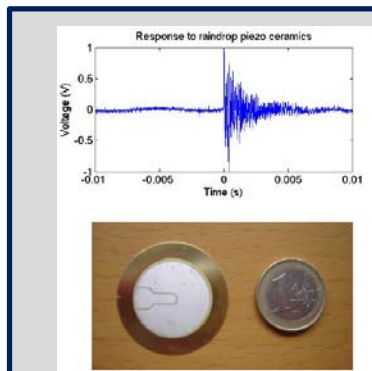 Response to raindrop piezo ceramics
Voltage (V)
1
0.5
0
-0.5
-1
-0.01 -0.005 0 0.005 0.01
Time (s)
1